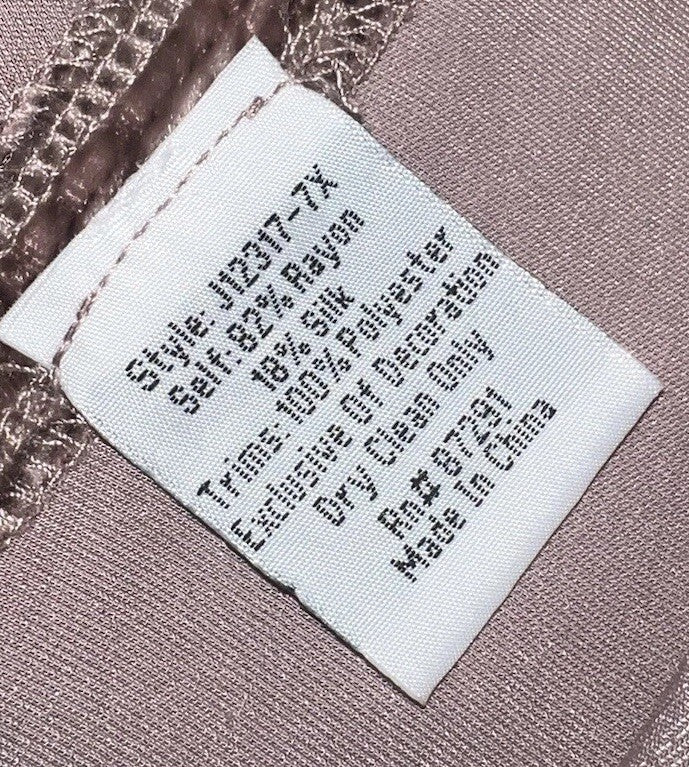 Style: J12317-7X
Self: 82% Rayon
18% Silk
Trims: 100% Polyester
Exclusive Of Decoration
Dry Clean Only
Rn# 87291
Made In China